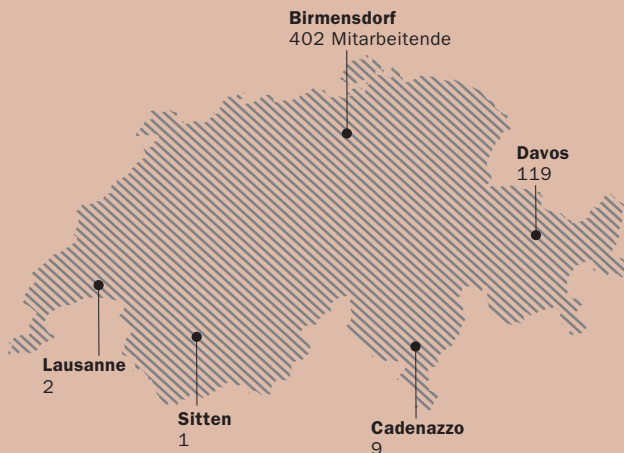 Birmensdorf
402 Mitarbeitende
Davos
119
Lausanne
2
Sitten
1
Cadenazzo
9